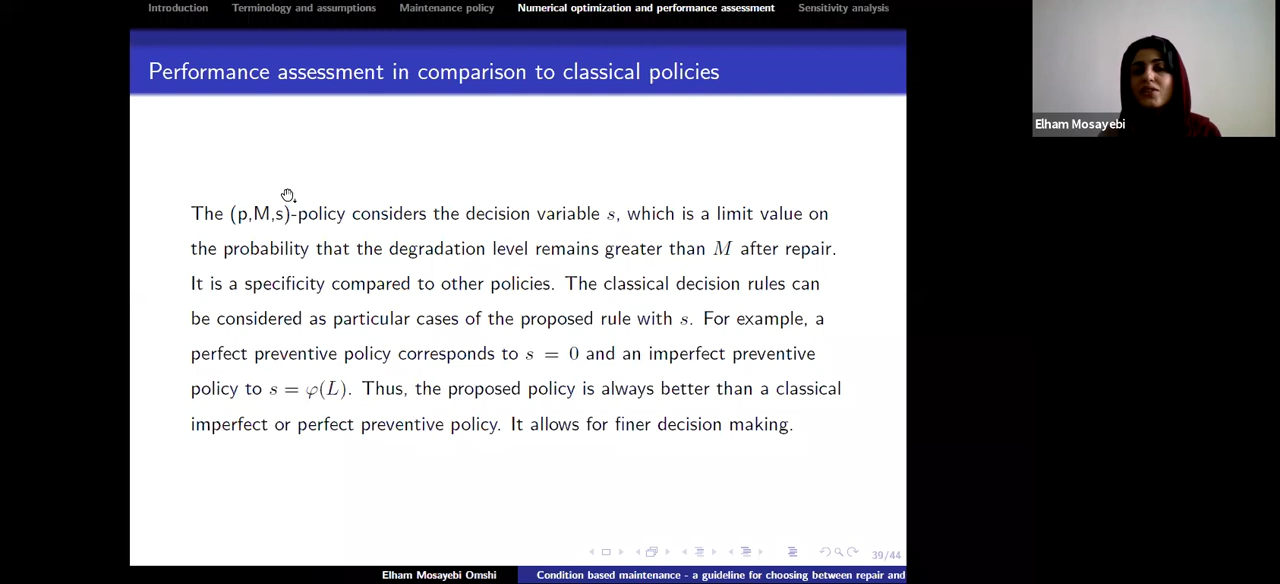 Introduction Terminology and assumptions Maintenance policy Numerical optimization and performance assessment Sensitivity analysis
Performance assessment in comparison to classical policies
Elham Mosayebi
The (p,M,s)-policy considers the decision variable s, which is a limit value on
the probability that the degradation level remains greater than M after repair.
It is a specificity compared to other policies. The classical decision rules can
be considered as particular cases of the proposed rule with s. For example, a
perfect preventive policy corresponds to s = 0 and an imperfect preventive
policy to s = φ(L). Thus, the proposed policy is always better than a classical
imperfect or perfect preventive policy. It allows for finer decision making.
39/44
Elham Mosayebi Omshi Condition based maintenance - a guideline for choosing between repair and